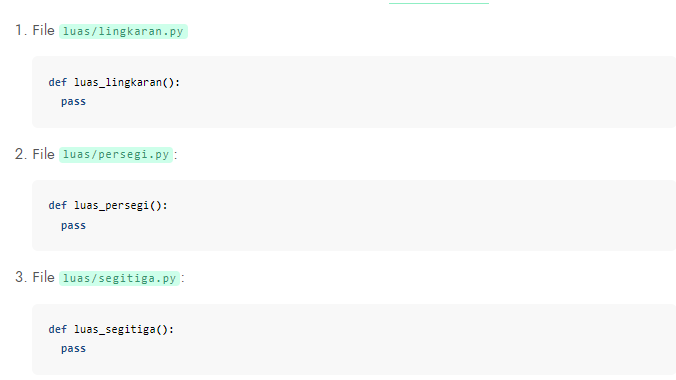 1. File luas/lingkaran.py
def luas_lingkaran():
  pass
2. File luas/persegi.py:
def luas_persegi():
  pass
3. File luas/segitiga.py:
def luas_segitiga():
  pass